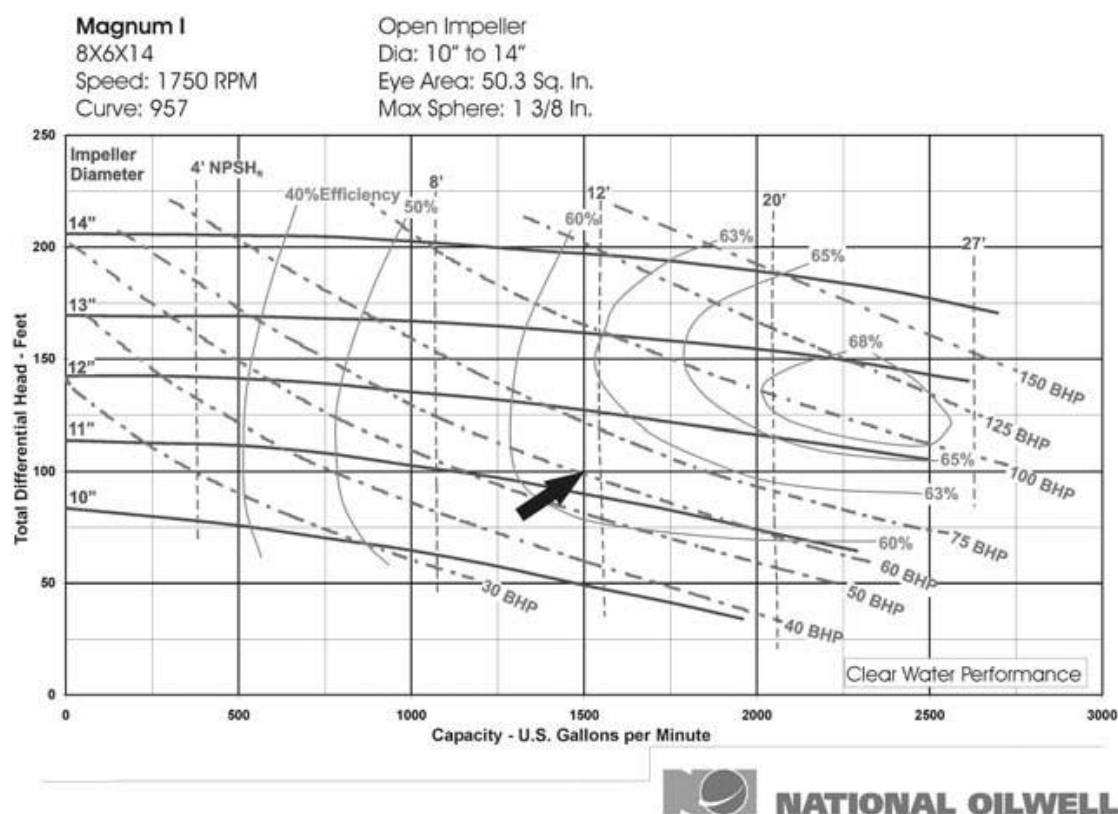 Magnum I
8X6X14
Speed: 1750 RPM
Curve: 957
Open Impeller
Dia: 10" to 14"
Eye Area: 50.3 Sq. In.
Max Sphere: 1 3/8 In.
250
200
150
100
50
0
Total Differential Head - Feet
Impeller
Diameter
14"
13"
12"
11"
10"
4' NPSHR
8'
12'
20'
27'
40%Efficiency
50%
60%
63%
65%
68%
65%
63%
60%
150 BHP
125 BHP
100 BHP
75 BHP
60 BHP
50 BHP
40 BHP
30 BHP
Clear Water Performance
0
500
1000
1500
2000
2500
3000
Capacity - U.S. Gallons per Minute
NATIONAL OILWELL